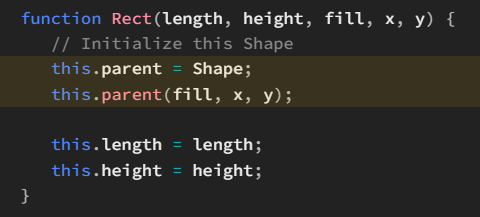 function Rect(length, height, fill, x, y) {
// Initialize this Shape
this.parent = Shape;
this.parent(fill, x, y);
this.length = length;
this.height = height;
}